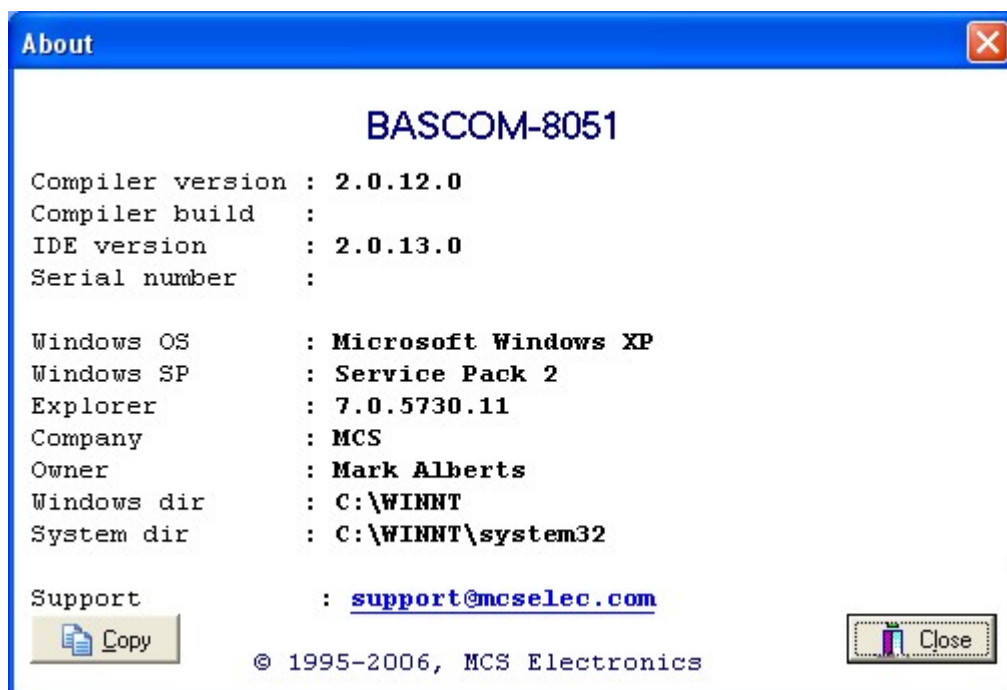 About
BASCOM-8051
Compiler version : 2.0.12.0
Compiler build :
IDE version : 2.0.13.0
Serial number :
Windows OS : Microsoft Windows XP
Windows SP : Service Pack 2
Explorer : 7.0.5730.11
Company : MCS
Owner : Mark Alberts
Windows dir : C:\WINNT
System dir : C:\WINNT\system32
Support : support@mcselec.com
Copy
Close
© 1995-2006, MCS Electronics